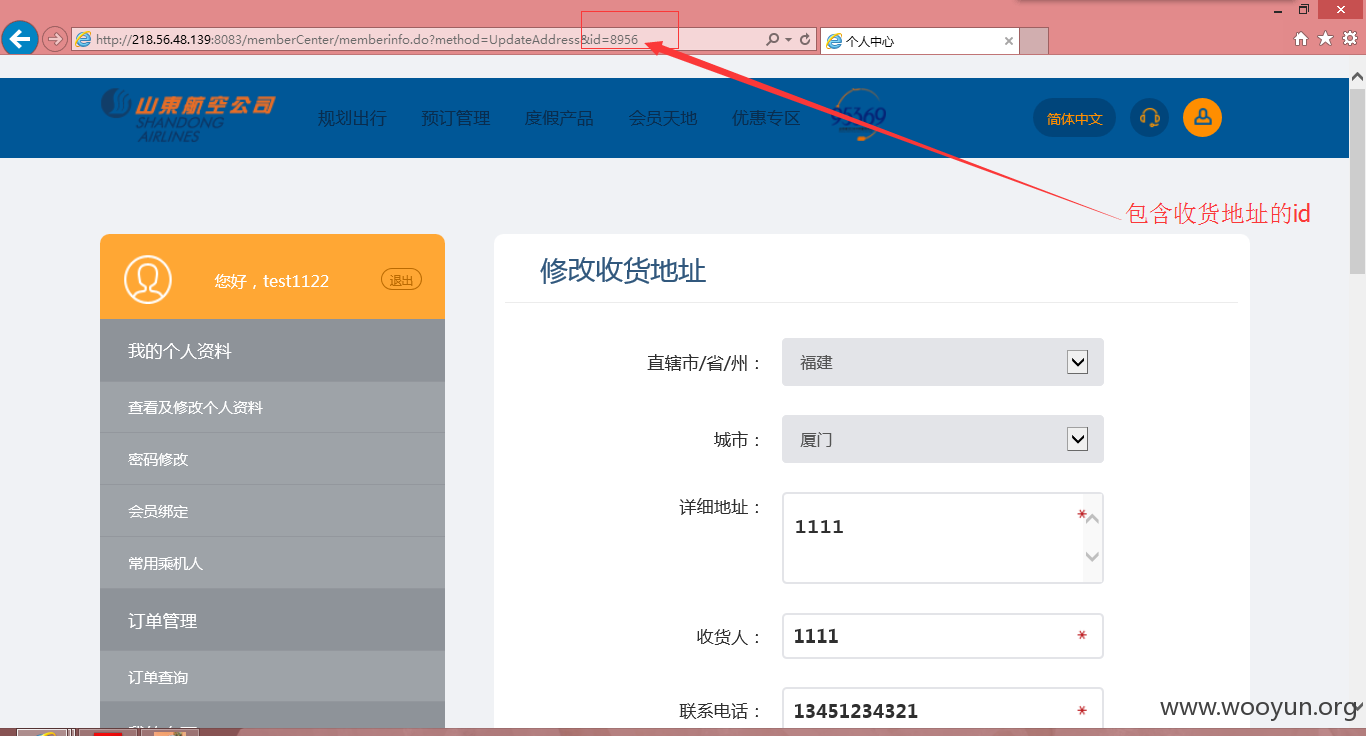 http://218.56.48.139:8083/memberCenter/memberinfo.do?method=UpdateAddress&id=8956
个人中心
山東航空公司
SHANDONG
AIRLINES
规划出行 预订管理 度假产品 会员天地 优惠专区 95369
简体中文
包含收货地址的id
您好，test1122
退出
我的个人资料
查看及修改个人资料
密码修改
会员绑定
常用乘机人
订单管理
订单查询
修改收货地址
直辖市/省/州： 福建
城市： 厦门
详细地址： 1111 *
收货人： 1111 *
联系电话： 13451234321 *
www.wooyun.org